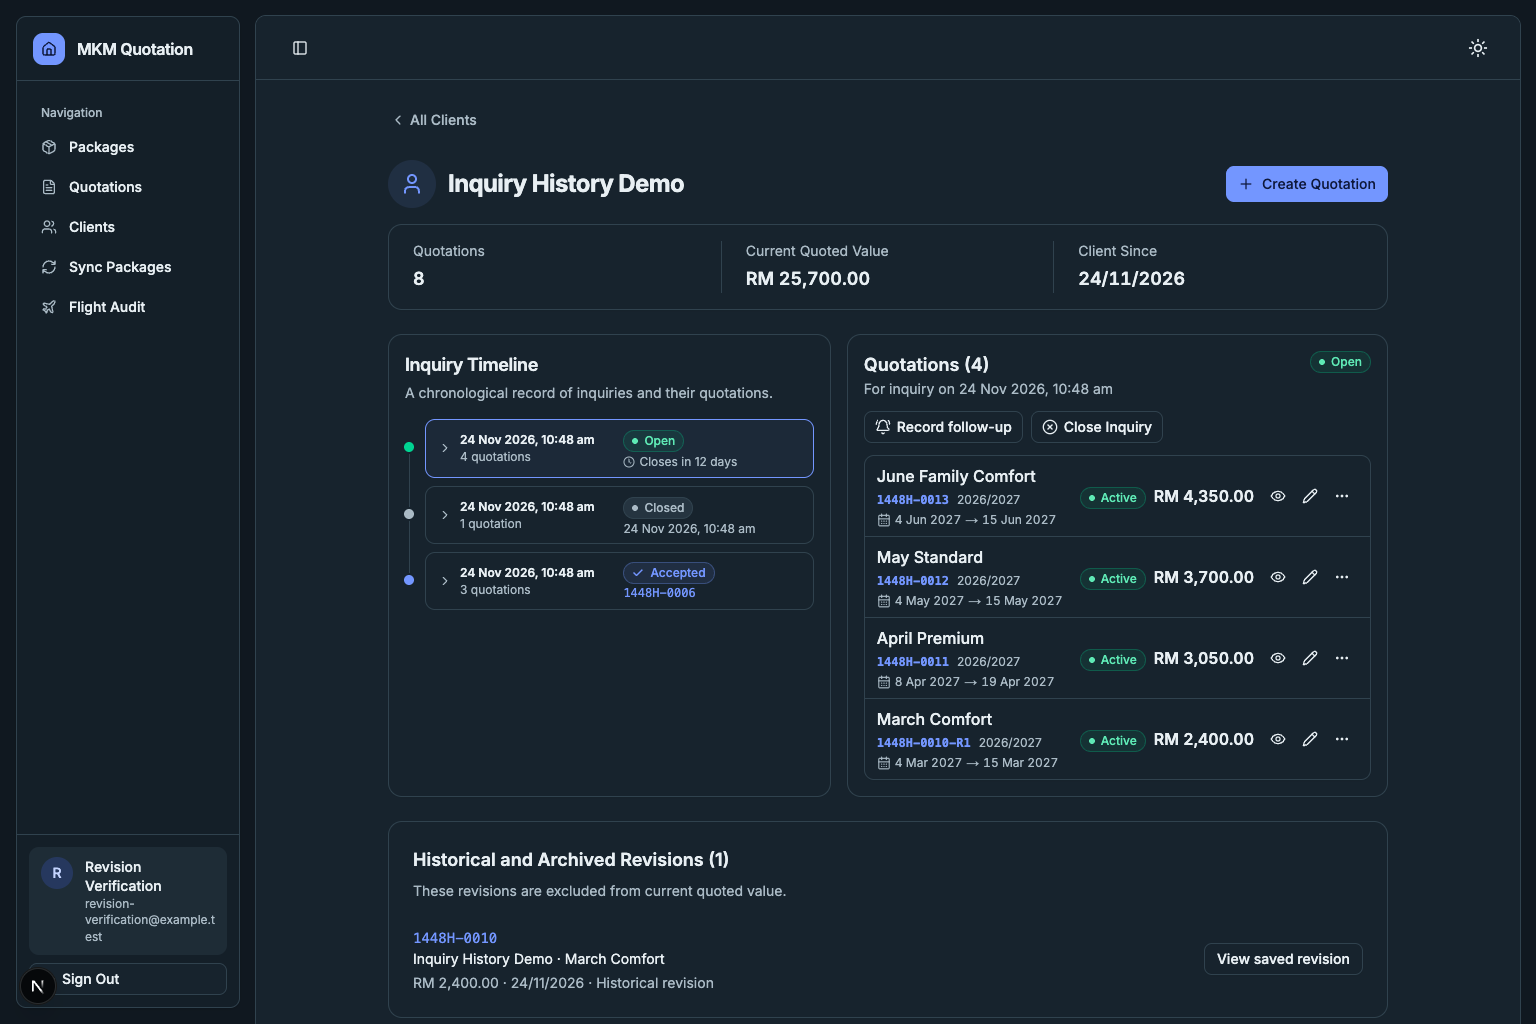 MKM Quotation
Navigation
Packages
Quotations
Clients
Sync Packages
Flight Audit
R
Revision
Verification
revision-
verification@example.t
est
N
Sign Out
All Clients
Inquiry History Demo
Create Quotation
Quotations
8
Current Quoted Value
RM 25,700.00
Client Since
24/11/2026
Inquiry Timeline
A chronological record of inquiries and their quotations.
24 Nov 2026, 10:48 am
4 quotations
Open
Closes in 12 days
24 Nov 2026, 10:48 am
1 quotation
Closed
24 Nov 2026, 10:48 am
24 Nov 2026, 10:48 am
3 quotations
Accepted
1448H-0006
Quotations (4)
Open
For inquiry on 24 Nov 2026, 10:48 am
Record follow-up
Close Inquiry
June Family Comfort
1448H-0013 2026/2027
4 Jun 2027 → 15 Jun 2027
Active
RM 4,350.00
May Standard
1448H-0012 2026/2027
4 May 2027 → 15 May 2027
Active
RM 3,700.00
April Premium
1448H-0011 2026/2027
8 Apr 2027 → 19 Apr 2027
Active
RM 3,050.00
March Comfort
1448H-0010-R1 2026/2027
4 Mar 2027 → 15 Mar 2027
Active
RM 2,400.00
Historical and Archived Revisions (1)
These revisions are excluded from current quoted value.
1448H-0010
Inquiry History Demo · March Comfort
RM 2,400.00 · 24/11/2026 · Historical revision
View saved revision